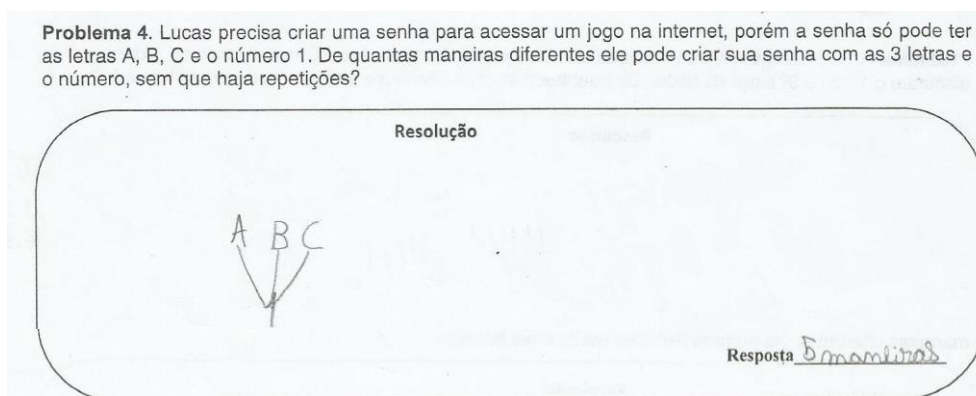 Problema 4. Lucas precisa criar uma senha para acessar um jogo na internet, porém a senha só pode ter
as letras A, B, C e o número 1. De quantas maneiras diferentes ele pode criar sua senha com as 3 letras e
o número, sem que haja repetições?
Resolução
A B C
1
Resposta 5 maneiras